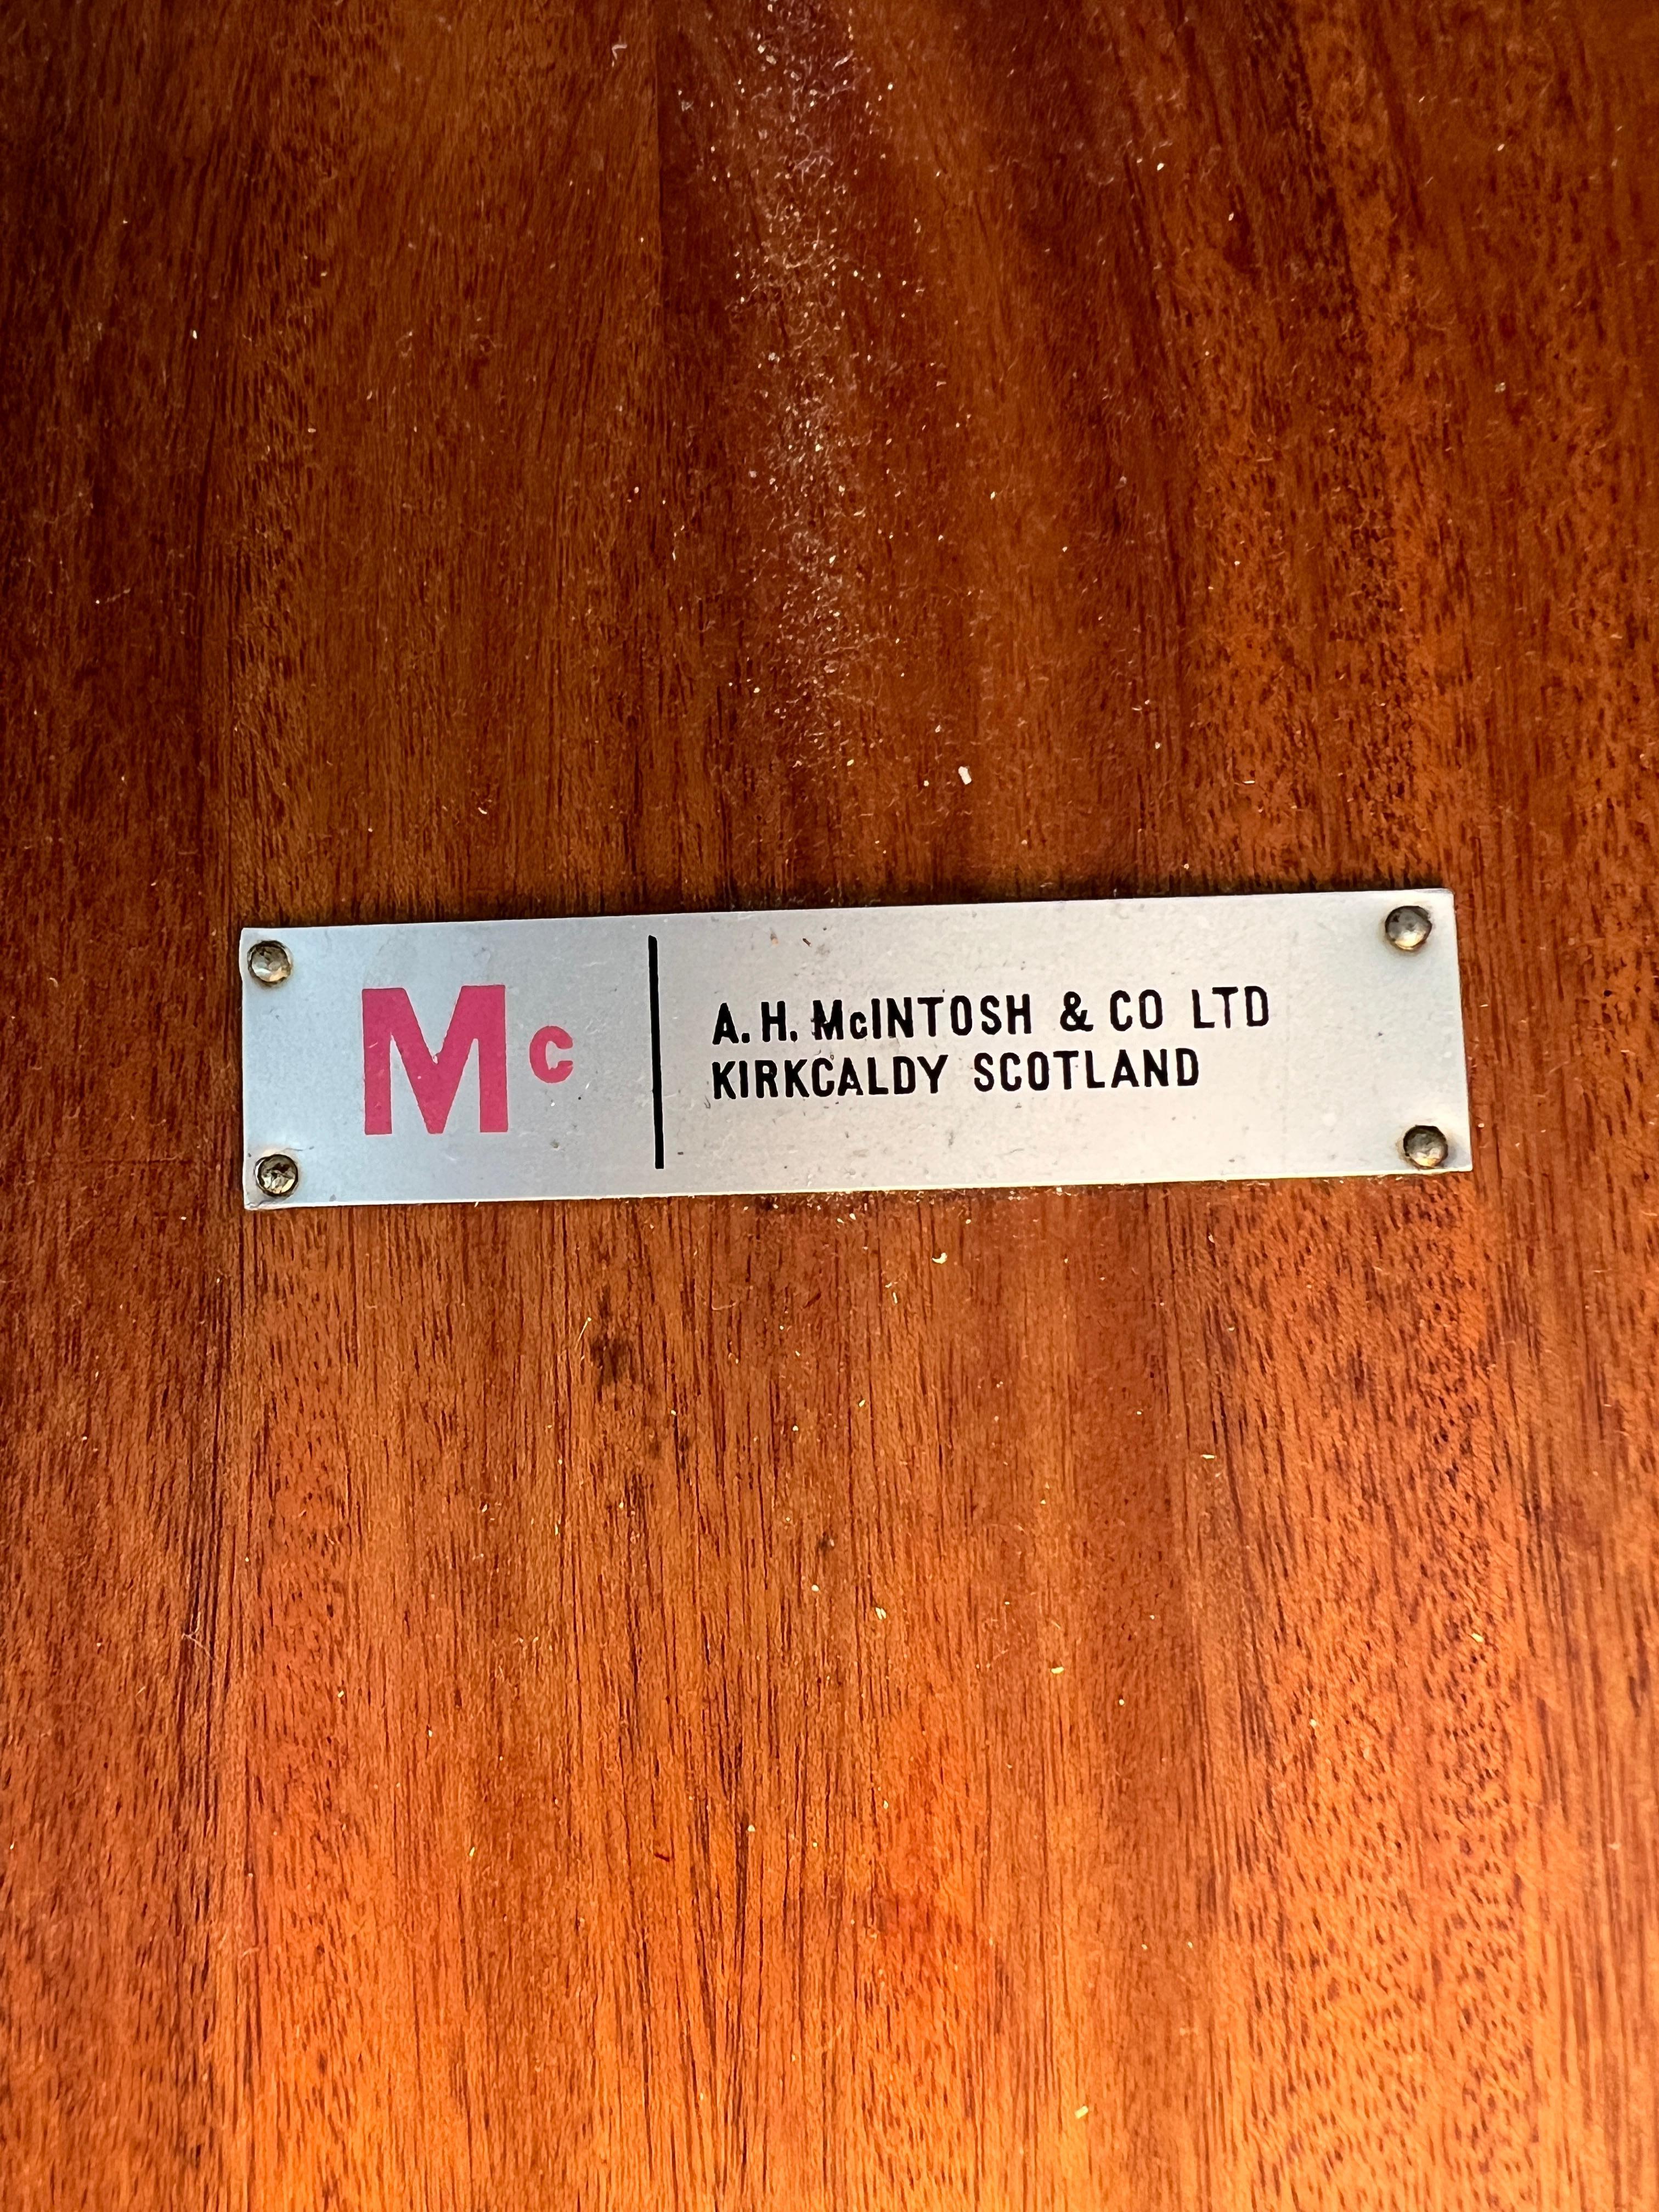 Mc
A.H. McINTOSH & CO LTD
KIRKCALDY SCOTLAND